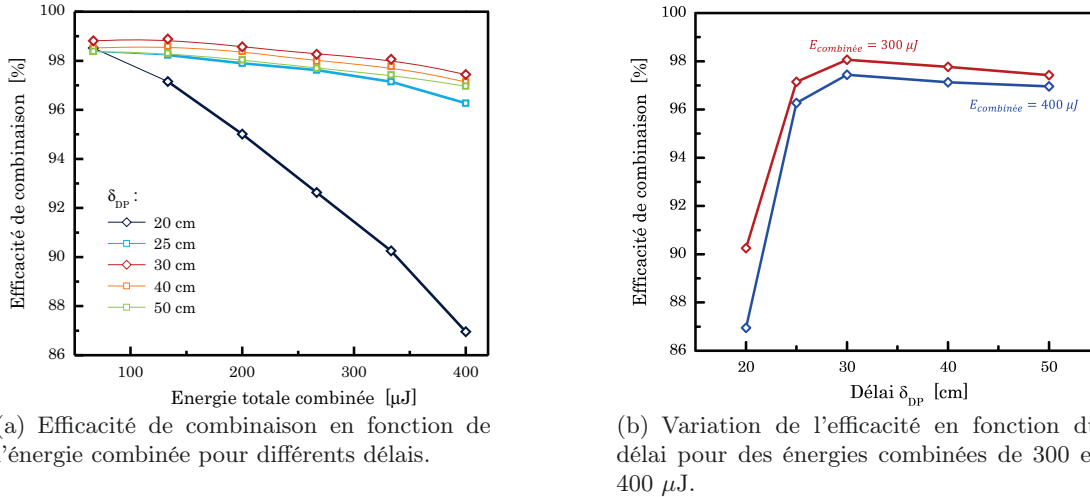 100
98
96
94
92
90
88
86
Efficacité de combinaison [%]
δDP :
20 cm
25 cm
30 cm
40 cm
50 cm
100 200 300 400
Energie totale combinée [µJ]
(a) Efficacité de combinaison en fonction de
l'énergie combinée pour différents délais.
100
98
96
94
92
90
88
86
Efficacité de combinaison [%]
Ecombinée = 300 µJ
Ecombinée = 400 µJ
20 30 40 50
Délai δDP [cm]
(b) Variation de l'efficacité en fonction du
délai pour des énergies combinées de 300 et
400 µJ.